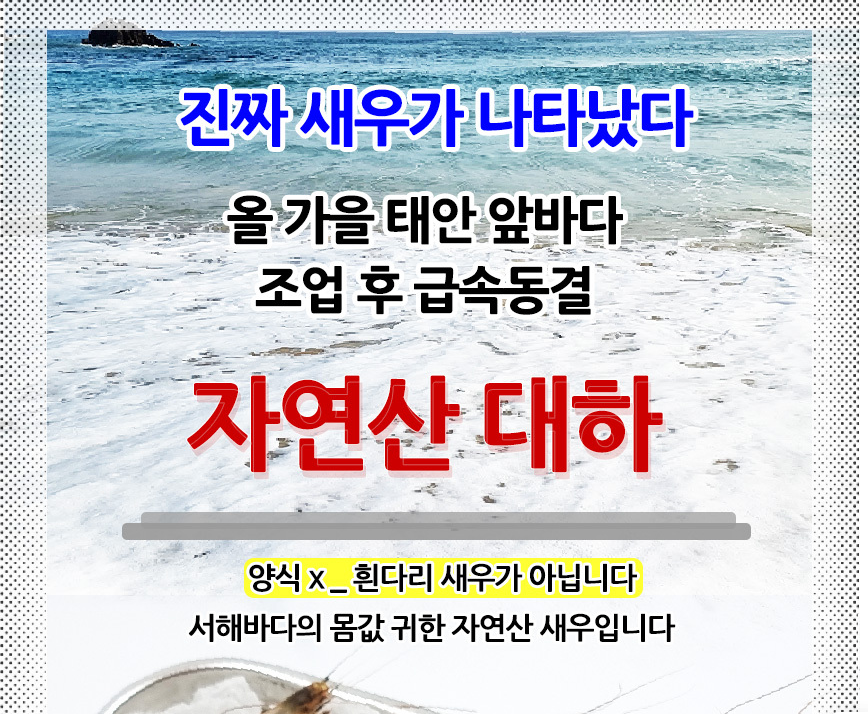 진짜 새우가 나타났다
올 가을 태안 앞바다
조업 후 급속동결
자연산 대하
양식 x _ 흰다리 새우가 아닙니다
서해바다의 몸값 귀한 자연산 새우입니다